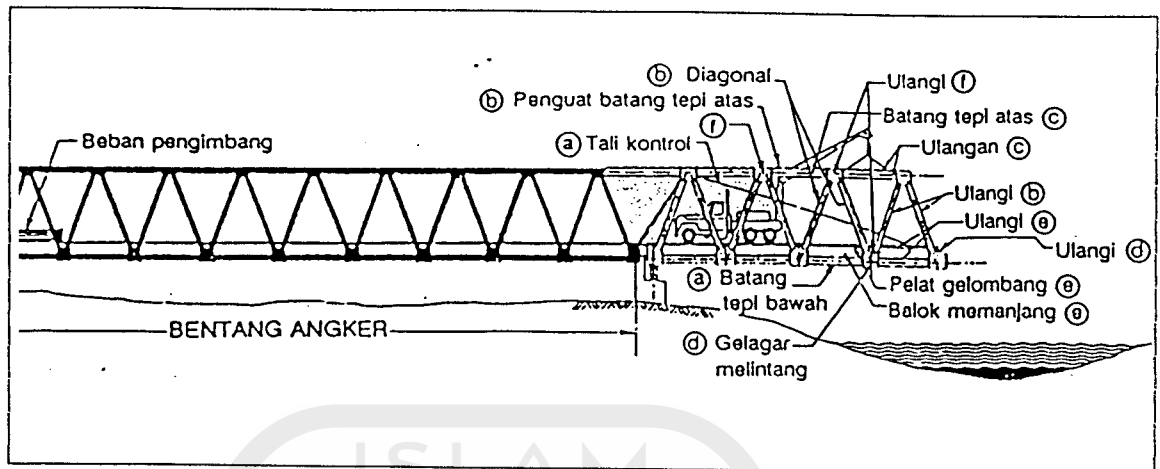 ⓑ Diagonal
Ulangi ⓕ
ⓑ Penguat batang tepi atas
Batang tepi atas ⓒ
Beban pengimbang
ⓕ
ⓐ Tali kontrol
Ulangan ⓒ
Ulangi ⓑ
Ulangi ⓔ
Ulangi ⓓ
ⓐ Batang
tepi bawah
Pelat gelombang ⓔ
Balok memanjang ⓔ
BENTANG ANGKER
ⓓ Gelagar
melintang
ISLAM